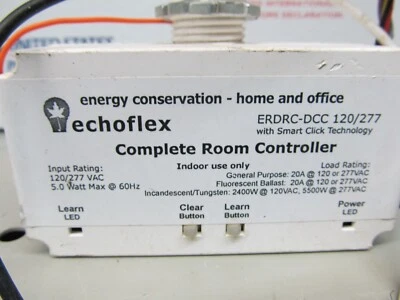 UNITED STATES
energy conservation - home and office
echoflex
ERDRC-DCC 120/277
with Smart Click Technology
Complete Room Controller
Input Rating:
120/277 VAC
5.0 Watt Max @ 60Hz
Indoor use only
Load Rating:
General Purpose: 20A @ 120 or 277VAC
Fluorescent Ballast: 20A @ 120 or 277VAC
Incandescent/Tungsten: 2400W @ 120VAC, 5500W @ 277VAC
Learn
LED
Clear
Button
Learn
Button
Power
LED